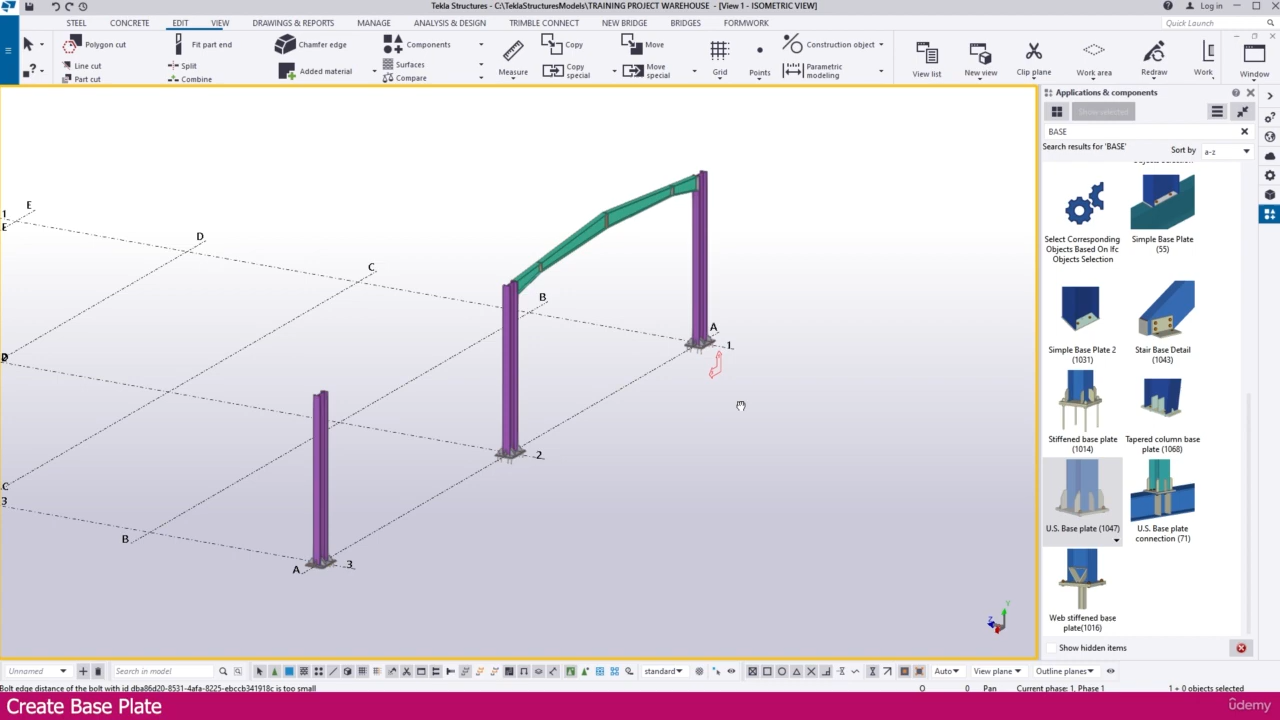 Tekla Structures - C:\TeklaStructuresModels\TRAINING PROJECT WAREHOUSE - [View 1 - ISOMETRIC VIEW]
Log in
STEEL CONCRETE EDIT VIEW DRAWINGS & REPORTS MANAGE ANALYSIS & DESIGN TRIMBLE CONNECT NEW BRIDGE BRIDGES FORMWORK
Quick Launch
Polygon cut
Line cut
Part cut
Fit part end
Split
Combine
Chamfer edge
Added material
Components
Surfaces
Compare
Measure
Copy
Copy special
Move
Move special
Grid
Points
Construction object
Parametric modeling
View list
New view
Clip plane
Work area
Redraw
Work
Window
Applications & components
Show selected
BASE
Search results for 'BASE'
Sort by
a-z
Objects Selection
Select Corresponding Objects Based On Ifc Objects Selection
Simple Base Plate (55)
Simple Base Plate 2 (1031)
Stair Base Detail (1043)
Stiffened base plate (1014)
Tapered column base plate (1068)
U.S. Base plate (1047)
U.S. Base plate connection (71)
Web stiffened base plate(1016)
Show hidden items
E
1
E
D
C
B
A
1
2
C
3
B
A
3
Z
Y
Unnamed
Search in model
standard
Auto
View plane
Outline planes
Bolt edge distance of the bolt with id dba86d20-8531-4afa-8225-ebccb341918c is too small
O
0
Pan
Current phase: 1, Phase 1
1 + 0 objects selected
Create Base Plate
ûdemy